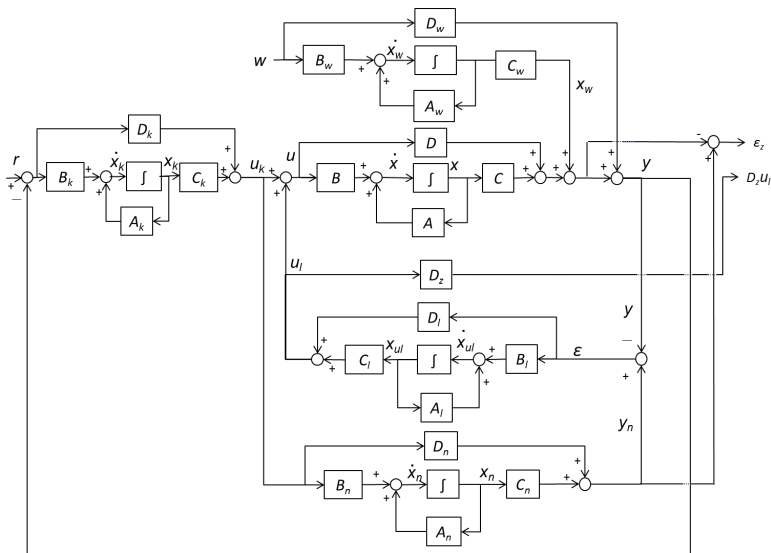 D_w
w B_w + + ẋ_w ∫ C_w
A_w x_w
D_k
r + − B_k + + ẋ_k ∫ x_k C_k + + u_k
A_k
u + + D
B + + ẋ ∫ x C + + + + + + y
A
- + ε_z
D_z u_l
u_l D_z
D_l y
+ + C_l x_ul ∫ ẋ_ul + + B_l ε − +
A_l
y_n
D_n
B_n + + ẋ_n ∫ x_n C_n + +
A_n